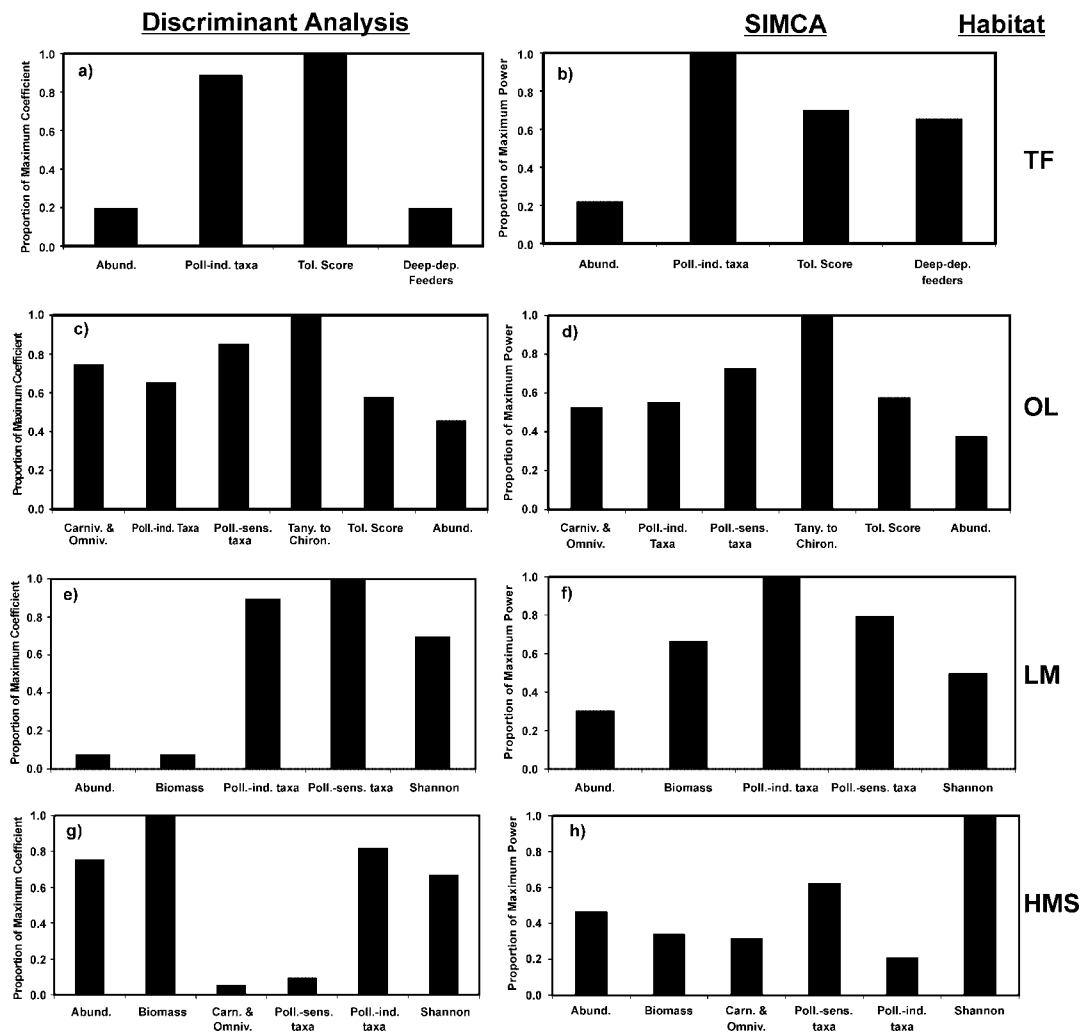 Discriminant Analysis
SIMCA
Habitat
a)
Proportion of Maximum Coefficient
1.0
0.8
0.6
0.4
0.2
0.0
Abund.
Poll-ind. taxa
Tol. Score
Deep-dep.
Feeders
b)
Proportion of Maximum Power
1.0
0.8
0.6
0.4
0.2
0.0
Abund.
Poll.-ind. taxa
Tol. Score
Deep-dep.
feeders
TF
c)
Proportion of Maximum Coefficient
1.0
0.8
0.6
0.4
0.2
0.0
Carniv. &
Omniv.
Poll.-ind. Taxa
Poll.-sens.
taxa
Tany. to
Chiron.
Tol. Score
Abund.
d)
Proportion of Maximum Power
1.0
0.8
0.6
0.4
0.2
0.0
Carniv. &
Omniv.
Poll.-ind
Taxa
Poll.-sens.
taxa
Tany. to
Chiron.
Tol. Score
Abund.
OL
e)
Proportion of Maximum Coefficient
1.0
0.8
0.6
0.4
0.2
0.0
Abund.
Biomass
Poll.-ind. taxa
Poll.-sens. taxa
Shannon
f)
Proportion of Maximum Power
1.0
0.8
0.6
0.4
0.2
0.0
Abund.
Biomass
Poll.-ind. taxa
Poll.-sens. taxa
Shannon
LM
g)
Proportion of Maximum Coefficient
1.0
0.8
0.6
0.4
0.2
0.0
Abund.
Biomass
Carn. &
Omniv.
Poll.-sens.
taxa
Poll.-ind.
taxa
Shannon
h)
Proportion of Maximum Power
1.0
0.8
0.6
0.4
0.2
0.0
Abund.
Biomass
Carn. &
Omniv.
Poll.-sens.
taxa
Poll.-ind.
taxa
Shannon
HMS